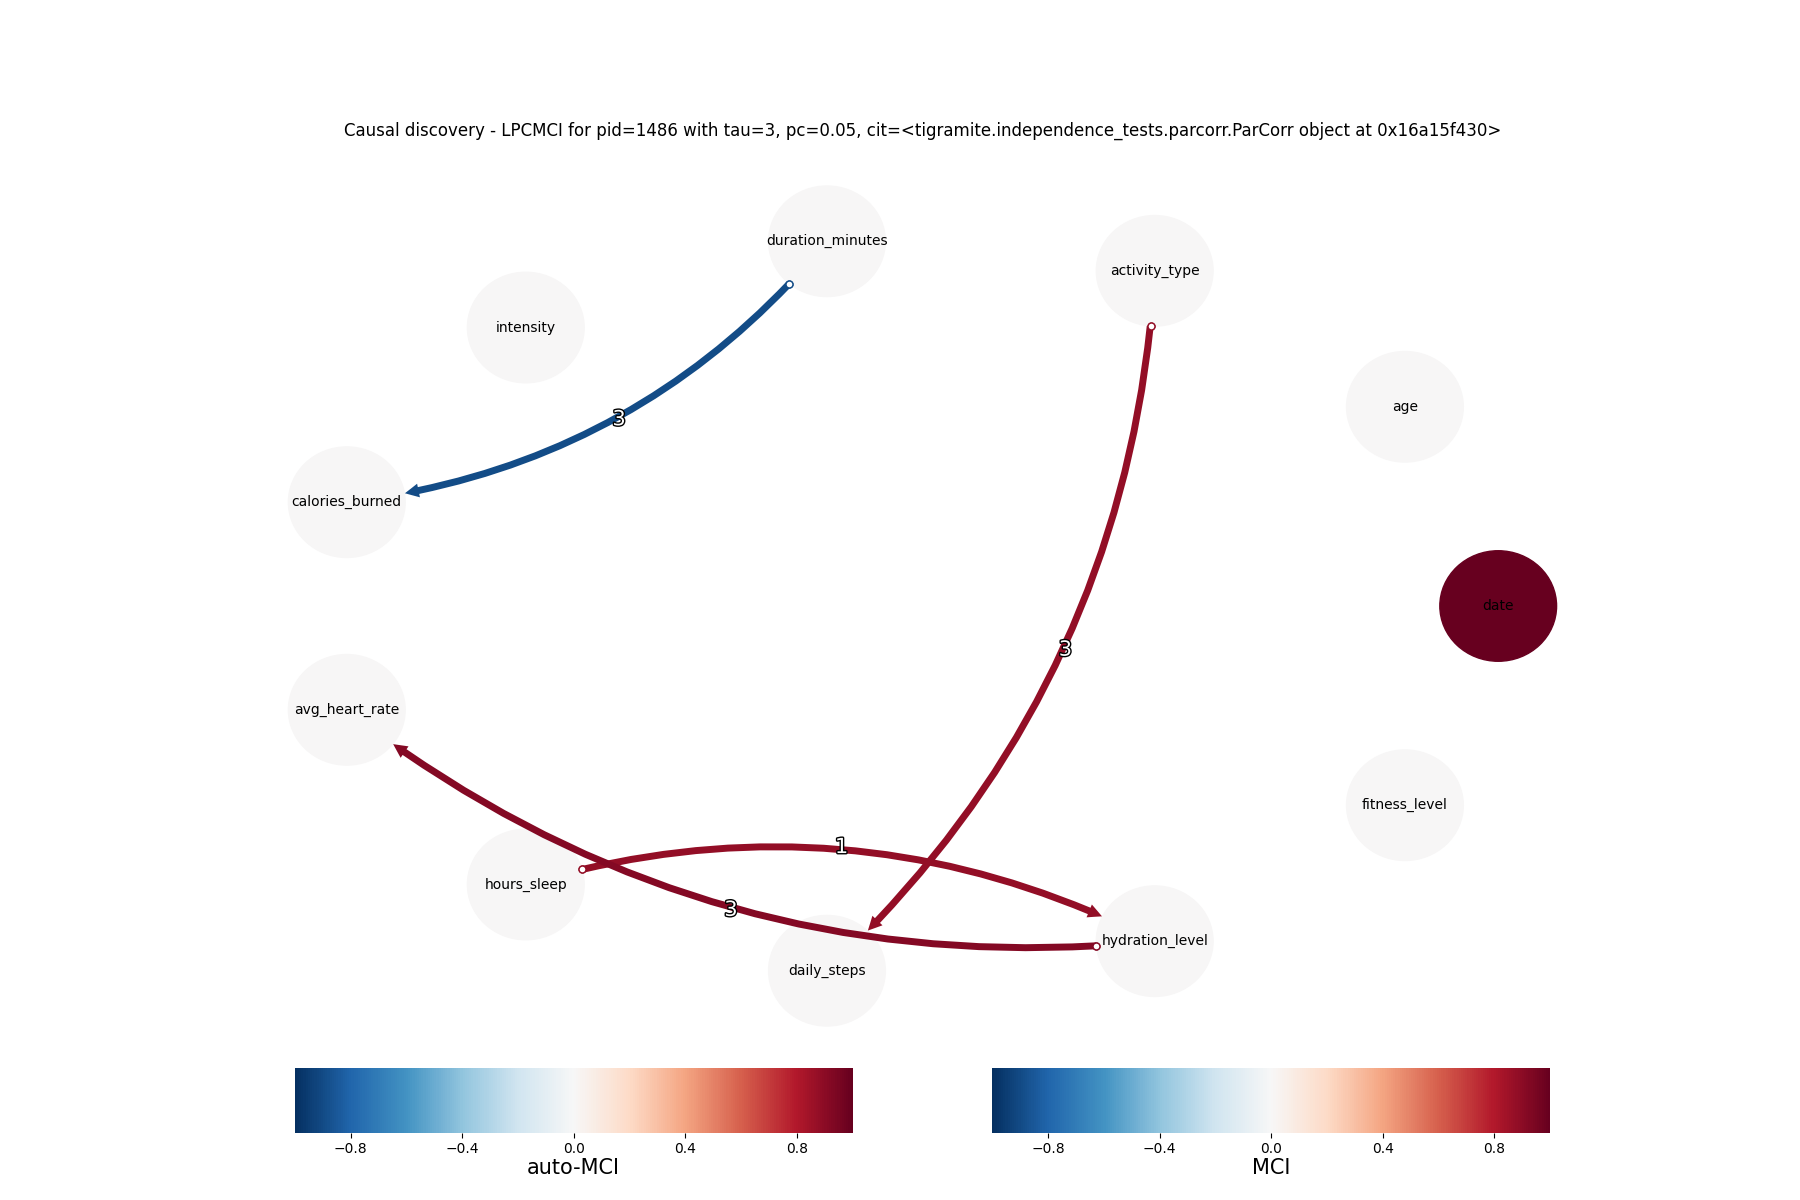 Causal discovery - LPCMCI for pid=1486 with tau=3, pc=0.05, cit=<tigramite.independence_tests.parcorr.ParCorr object at 0x16a15f430>
duration_minutes
activity_type
intensity
age
3
calories_burned
date
3
avg_heart_rate
fitness_level
1
hours_sleep
3
hydration_level
daily_steps
−0.8 −0.4 0.0 0.4 0.8
auto-MCI
−0.8 −0.4 0.0 0.4 0.8
MCI